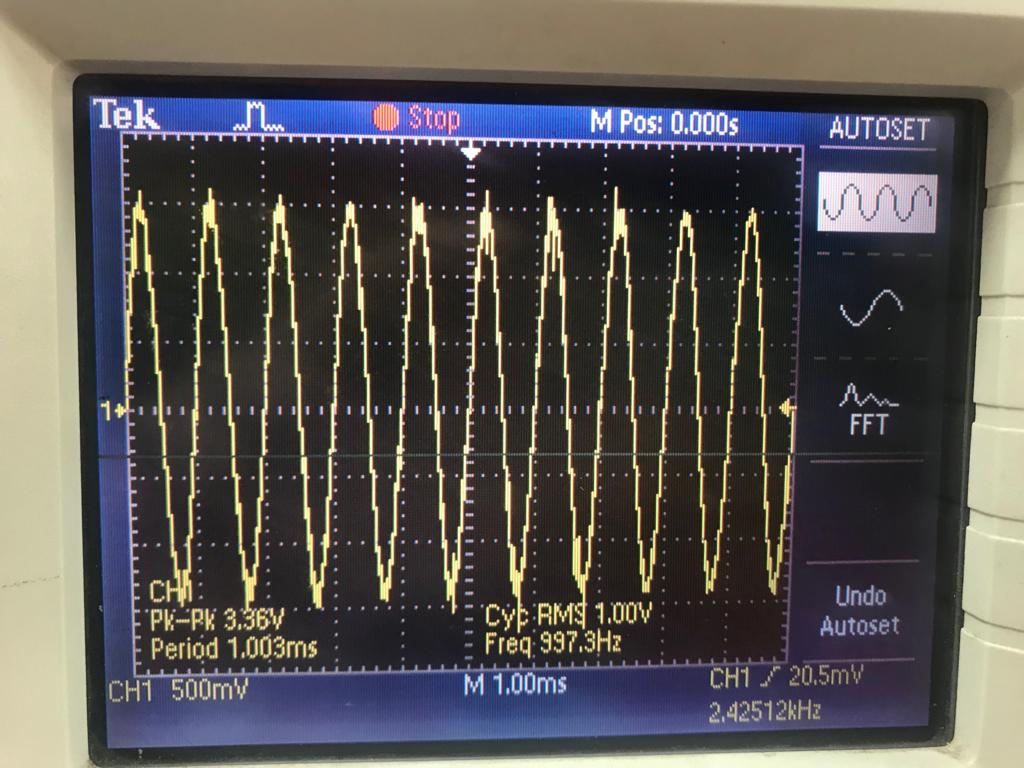 Tek Stop M Pos: 0.000s AUTOSET
FFT
1
CH1
Pk-Pk 3.36V Cyc RMS 1.00V
Period 1.003ms Freq 997.3Hz
Undo
Autoset
CH1 500mV M 1.00ms CH1 20.5mV
2.42512kHz